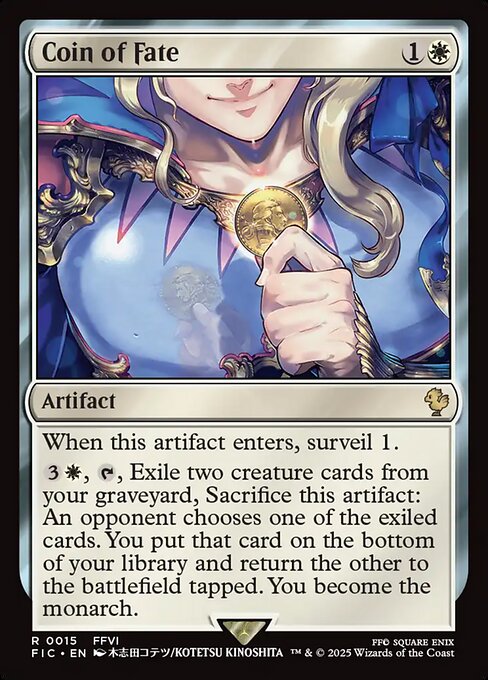 Coin of Fate 1
Artifact
When this artifact enters, surveil 1.
3, Exile two creature cards from
your graveyard, Sacrifice this artifact:
An opponent chooses one of the exiled
cards. You put that card on the bottom
of your library and return the other to
the battlefield tapped. You become the
monarch.
R 0015 FFVI
FF© SQUARE ENIX
FIC • EN 木志田コテツ/KOTETSU KINOSHITA ™ & © 2025 Wizards of the Coast